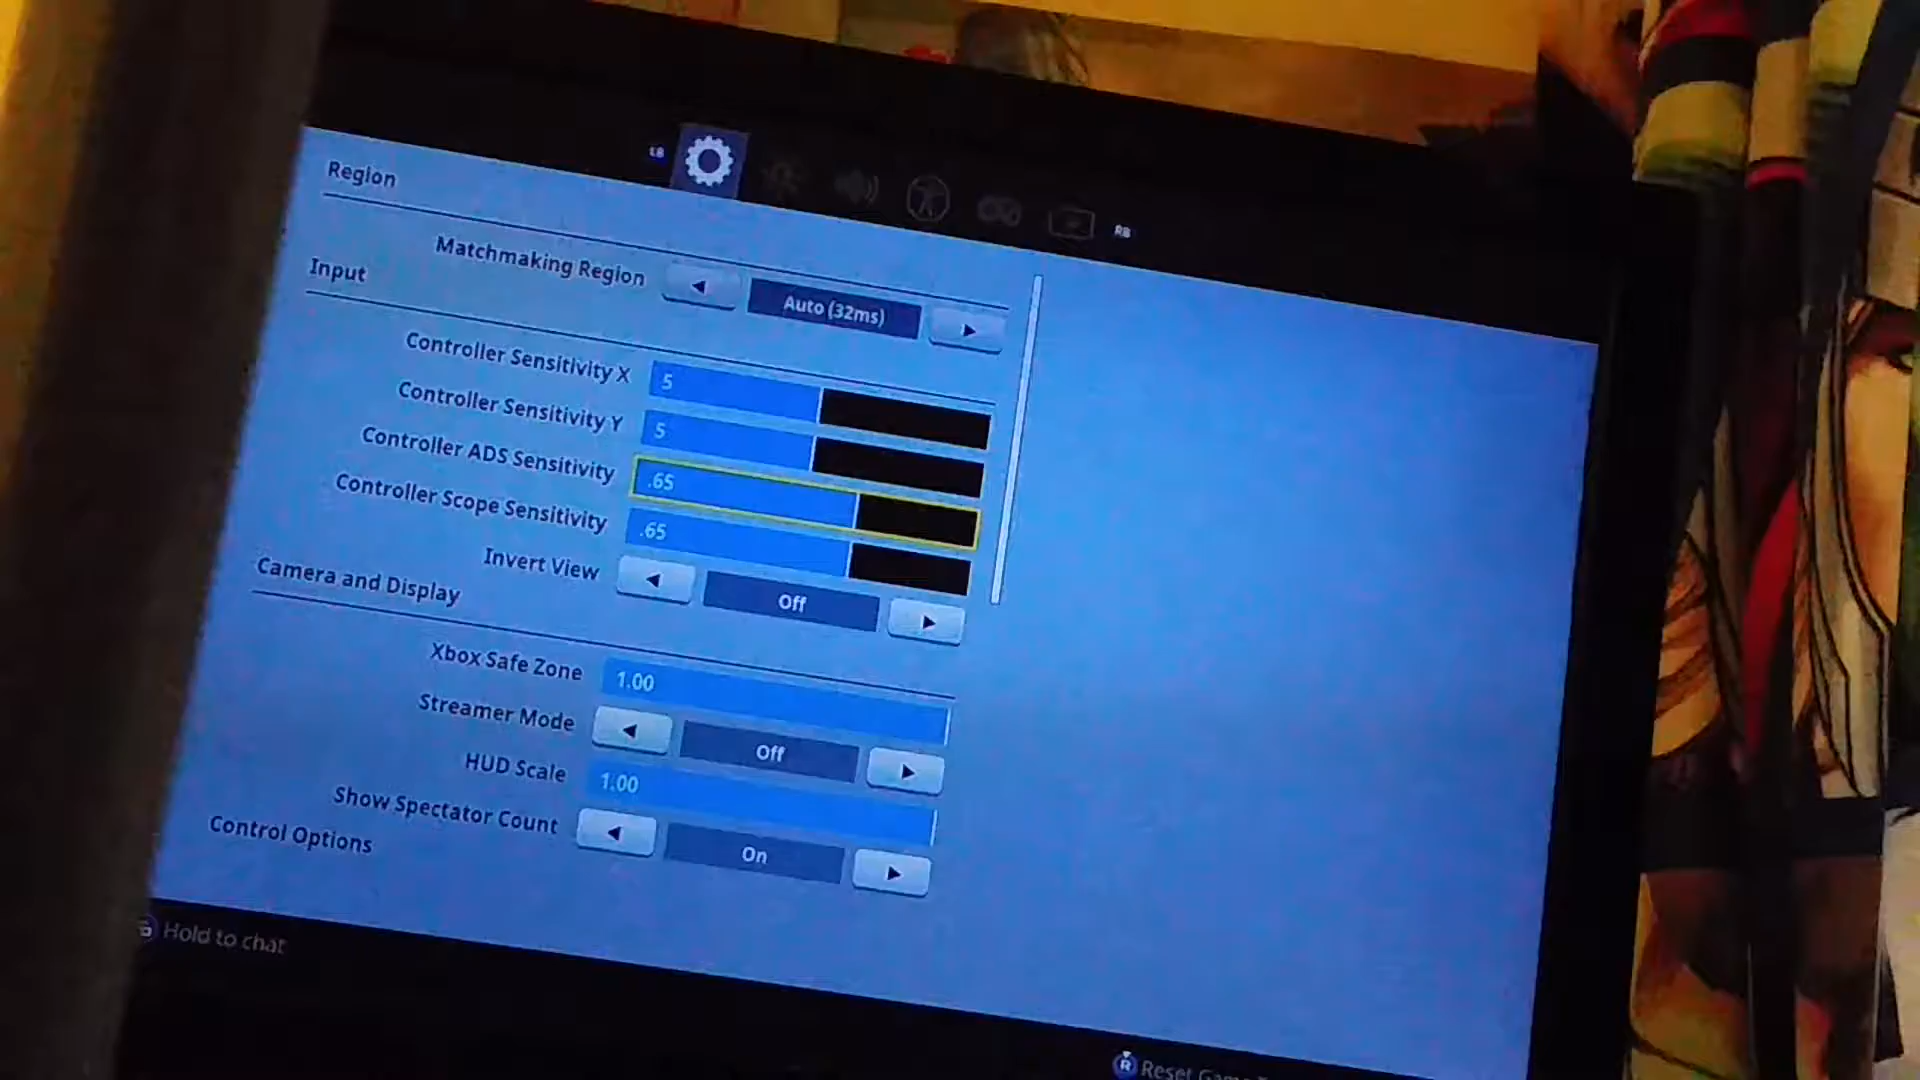 LB
RB
Region
Matchmaking Region
Auto (32ms)
Input
Controller Sensitivity X
5
Controller Sensitivity Y
5
Controller ADS Sensitivity
.65
Controller Scope Sensitivity
.65
Invert View
Off
Camera and Display
Xbox Safe Zone
1.00
Streamer Mode
Off
HUD Scale
1.00
Show Spectator Count
On
Control Options
Hold to chat
R Reset